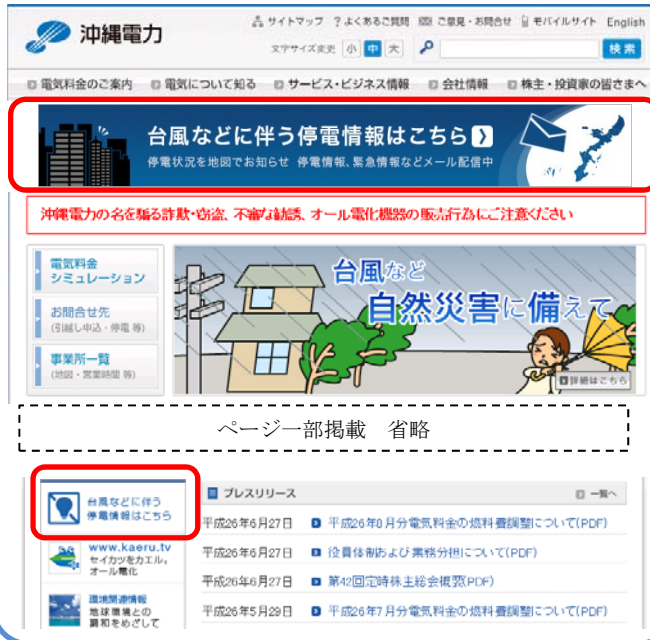 沖縄電力
サイトマップ ?よくあるご質問 ご意見・お問合せ モバイルサイト English
文字サイズ変更 小 中 大 検索
電気料金のご案内 電気について知る サービス・ビジネス情報 会社情報 株主・投資家の皆さまへ
台風などに伴う停電情報はこちら
停電状況を地図でお知らせ 停電情報、緊急情報などメール配信中
沖縄電力の名を騙る詐欺・窃盗、不審な勧誘、オール電化機器の販売行為にご注意ください
電気料金
シミュレーション
お問合せ先
(引越し申込・停電 等)
事業所一覧
(地図・営業時間 等)
台風など
自然災害に備えて
詳細はこちら
ページ一部掲載 省略
台風などに伴う
停電情報はこちら
www.kaeru.tv
セイカツをカエル。
オール電化
環境関連情報
地球環境との
調和をめざして
プレスリリース 一覧へ
平成26年6月27日 平成26年8月分電気料金の燃料費調整について(PDF)
平成26年6月27日 役員体制および業務分担について(PDF)
平成26年6月27日 第42回定時株主総会概要(PDF)
平成26年5月29日 平成26年7月分電気料金の燃料費調整について(PDF)